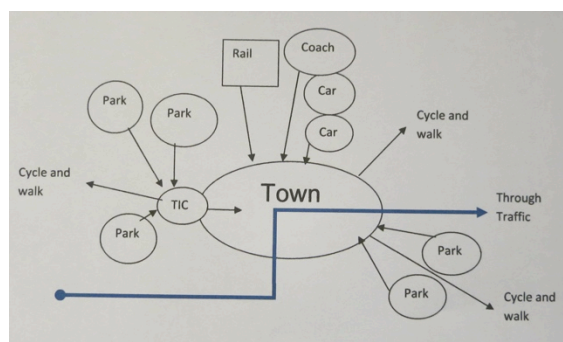 Rail
Coach
Car
Car
Park
Park
Cycle and
walk
Cycle and
walk
TIC
Town
Through
Traffic
Park
Park
Park
Cycle and
walk